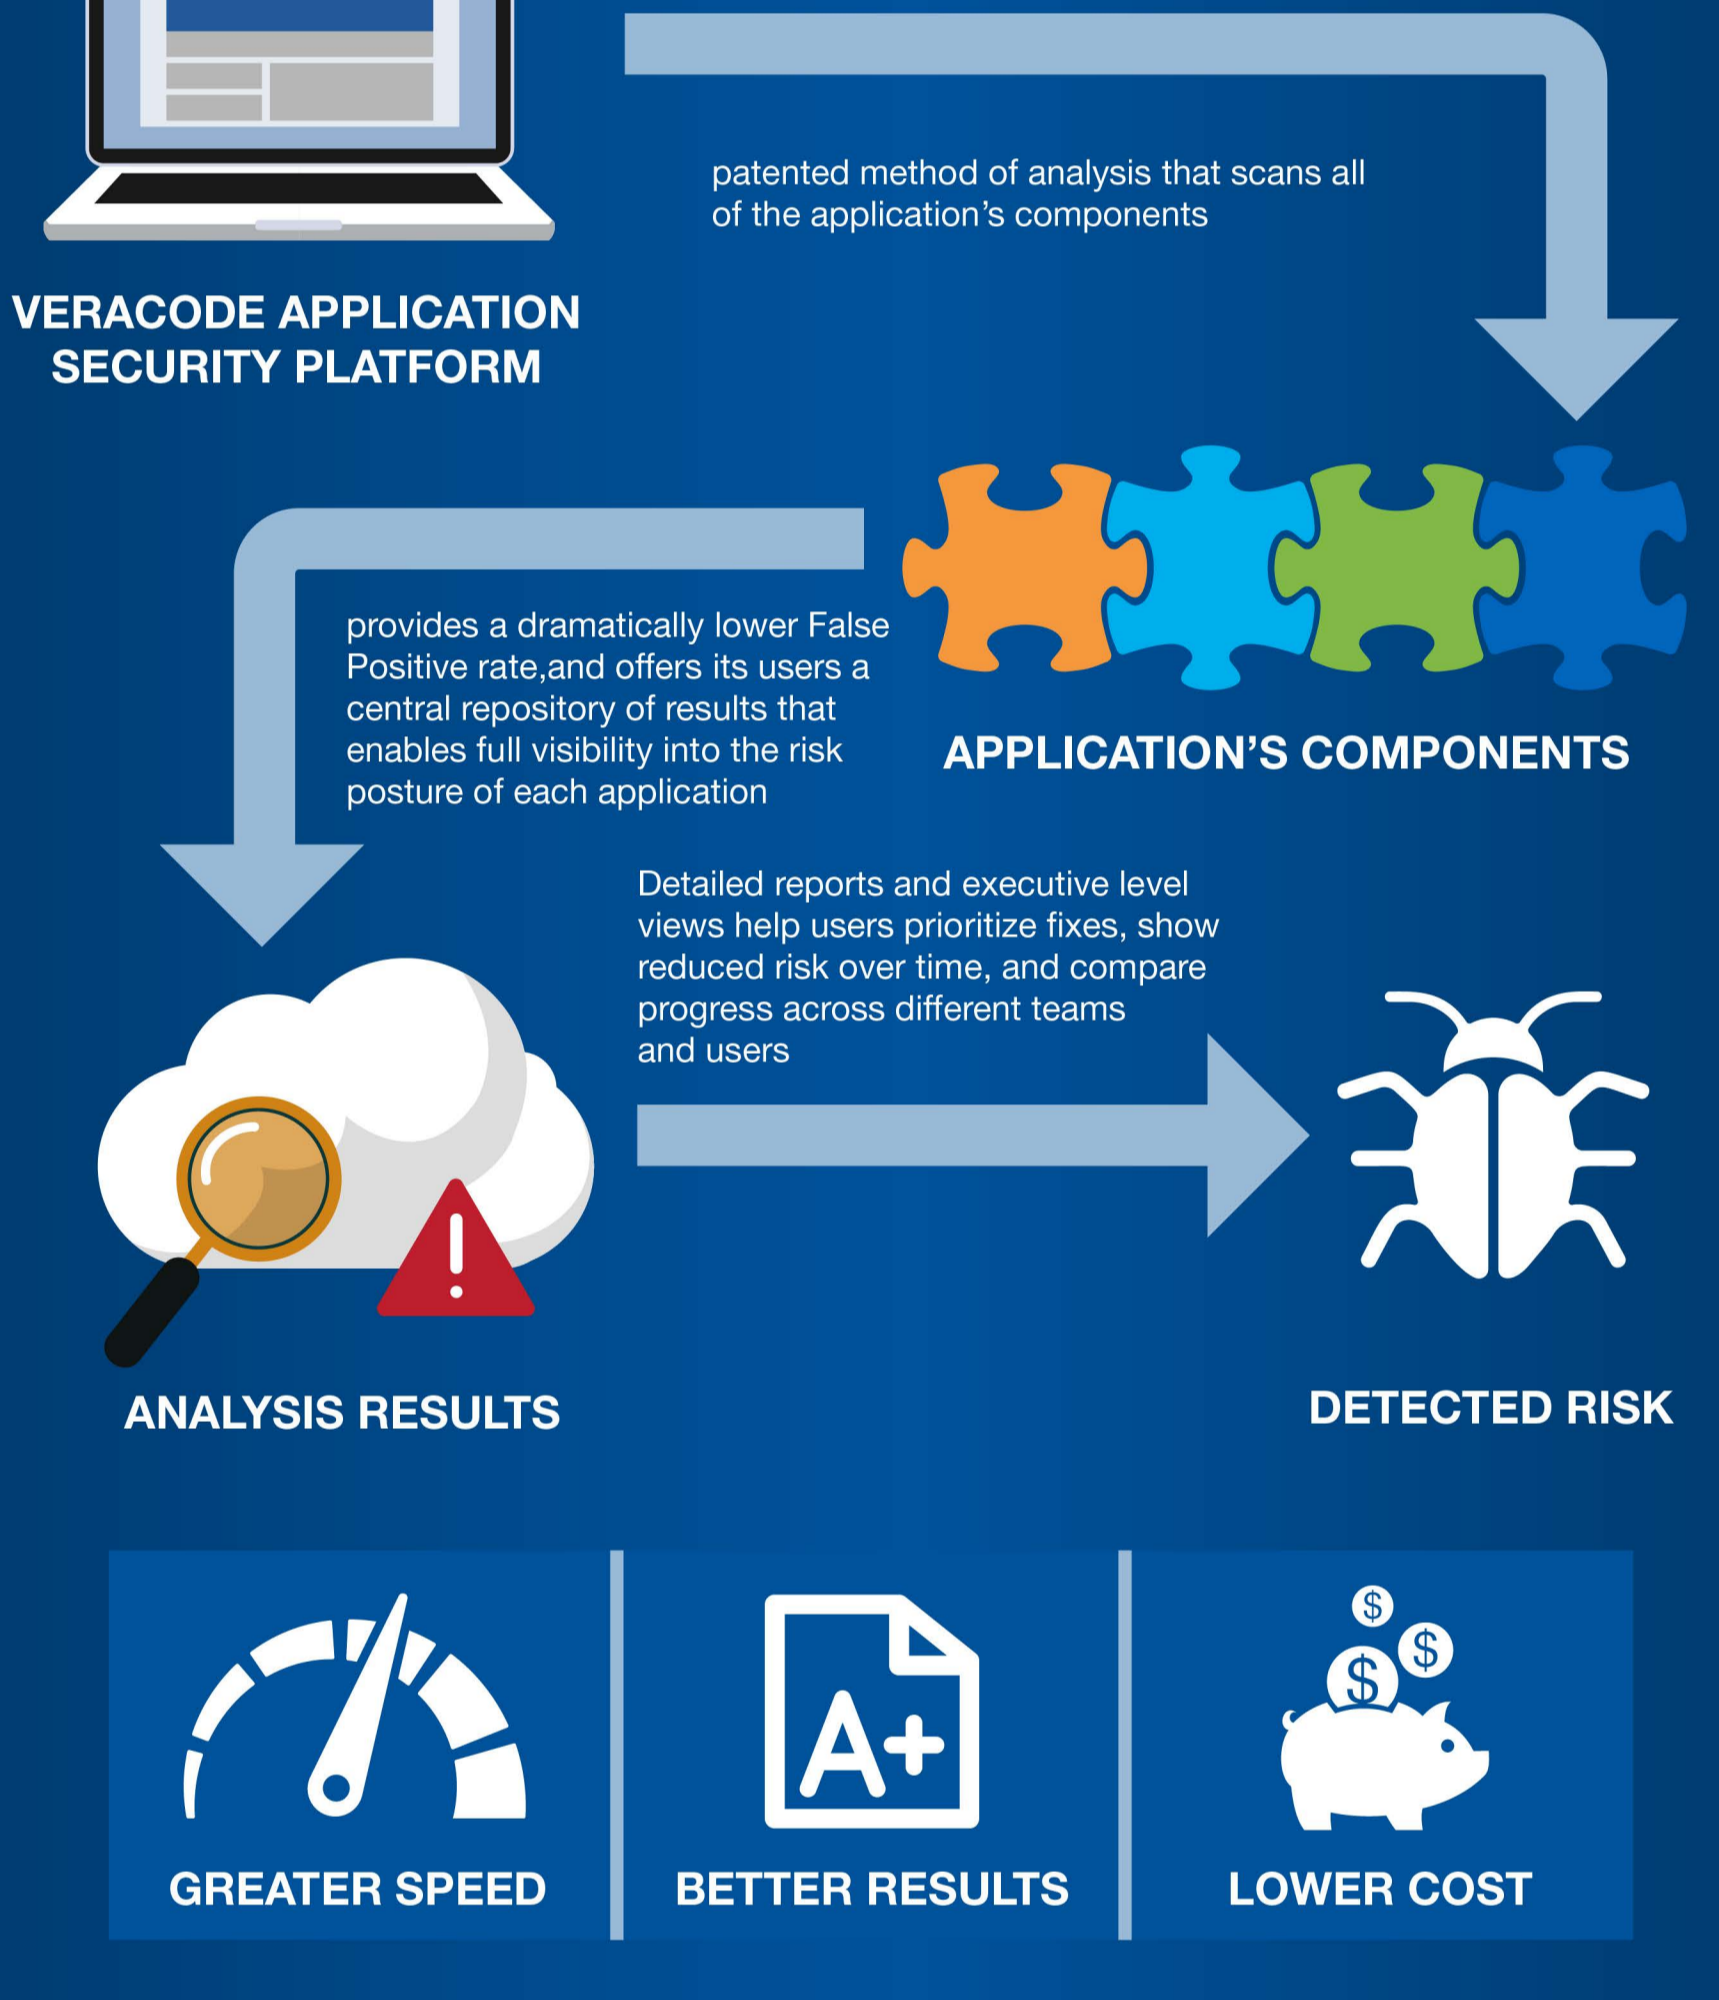 patented method of analysis that scans all
of the application's components
VERACODE APPLICATION
SECURITY PLATFORM
provides a dramatically lower False
Positive rate,and offers its users a
central repository of results that
enables full visibility into the risk
posture of each application
APPLICATION'S COMPONENTS
Detailed reports and executive level
views help users prioritize fixes, show
reduced risk over time, and compare
progress across different teams
and users
ANALYSIS RESULTS
DETECTED RISK
$
$
$
A+
GREATER SPEED
BETTER RESULTS
LOWER COST